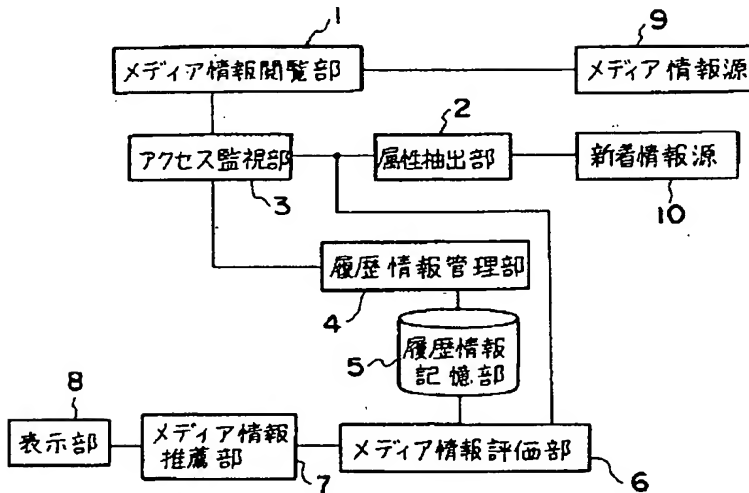 1
メディア情報閲覧部
9
メディア情報源
アクセス監視部
3
2
属性抽出部
新着情報源
10
履歴情報管理部
4
5
履歴情報
記憶部
8
表示部
メディア情報
推薦部
7
メディア情報評価部
6